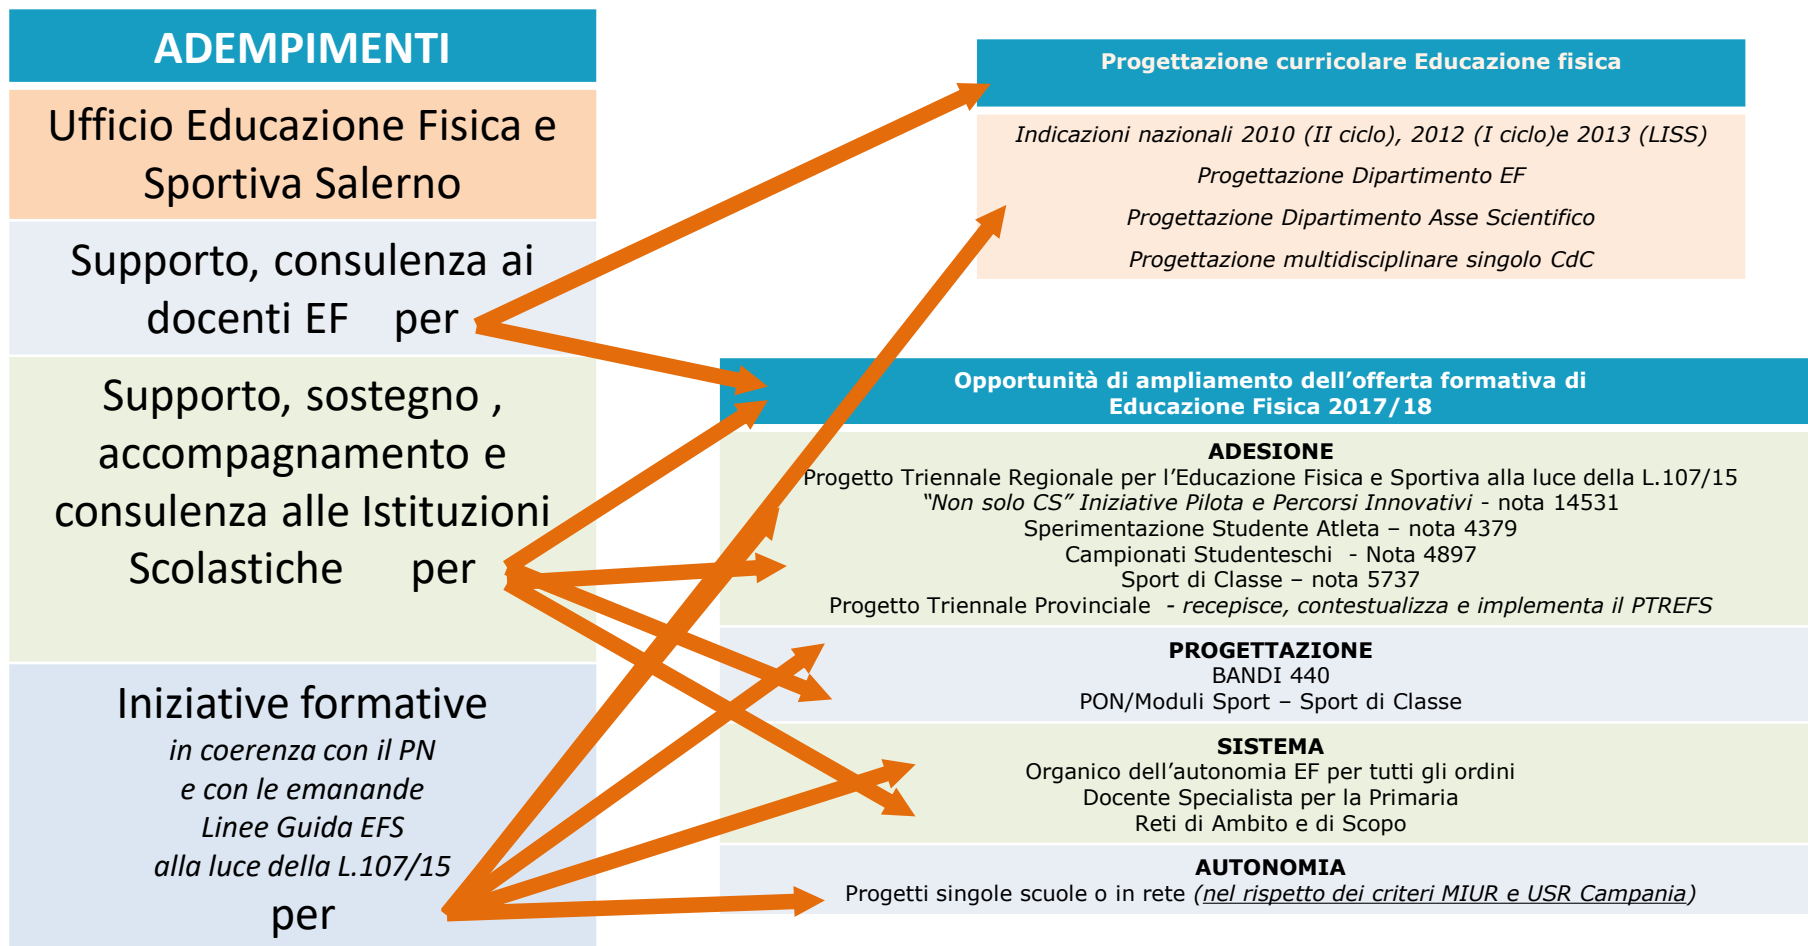 ADEMPIMENTI
Ufficio Educazione Fisica e
Sportiva Salerno
Supporto, consulenza ai
docenti EF per
Supporto, sostegno ,
accompagnamento e
consulenza alle Istituzioni
Scolastiche per
Iniziative formative
in coerenza con il PN
e con le emanande
Linee Guida EFS
alla luce della L.107/15
per
Progettazione curricolare Educazione fisica
Indicazioni nazionali 2010 (II ciclo), 2012 (I ciclo)e 2013 (LISS)
Progettazione Dipartimento EF
Progettazione Dipartimento Asse Scientifico
Progettazione multidisciplinare singolo CdC
Opportunità di ampliamento dell’offerta formativa di
Educazione Fisica 2017/18
ADESIONE
Progetto Triennale Regionale per l’Educazione Fisica e Sportiva alla luce della L.107/15
“Non solo CS” Iniziative Pilota e Percorsi Innovativi - nota 14531
Sperimentazione Studente Atleta – nota 4379
Campionati Studenteschi - Nota 4897
Sport di Classe – nota 5737
Progetto Triennale Provinciale - recepisce, contestualizza e implementa il PTREFS
PROGETTAZIONE
BANDI 440
PON/Moduli Sport – Sport di Classe
SISTEMA
Organico dell’autonomia EF per tutti gli ordini
Docente Specialista per la Primaria
Reti di Ambito e di Scopo
AUTONOMIA
Progetti singole scuole o in rete (nel rispetto dei criteri MIUR e USR Campania)